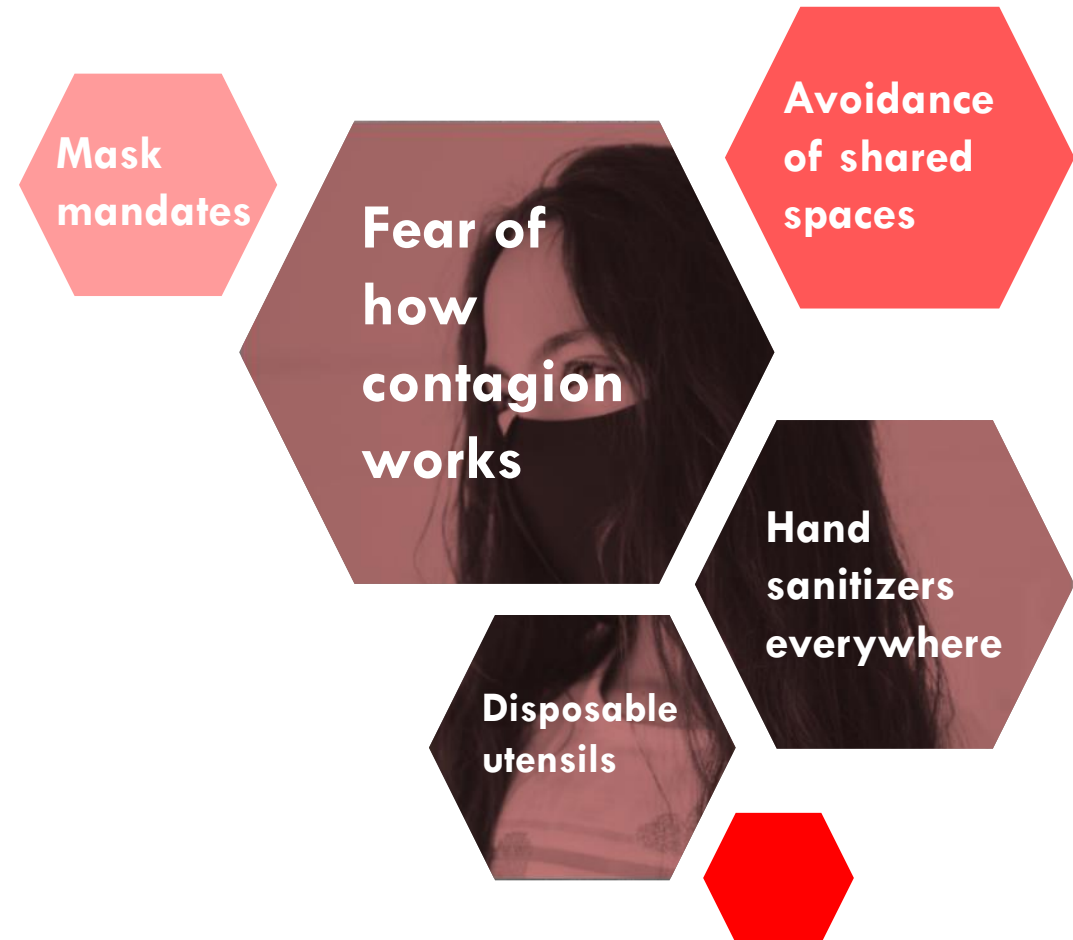 Mask
mandates
Fear of
how
contagion
works
Avoidance
of shared
spaces
Hand
sanitizers
everywhere
Disposable
utensils